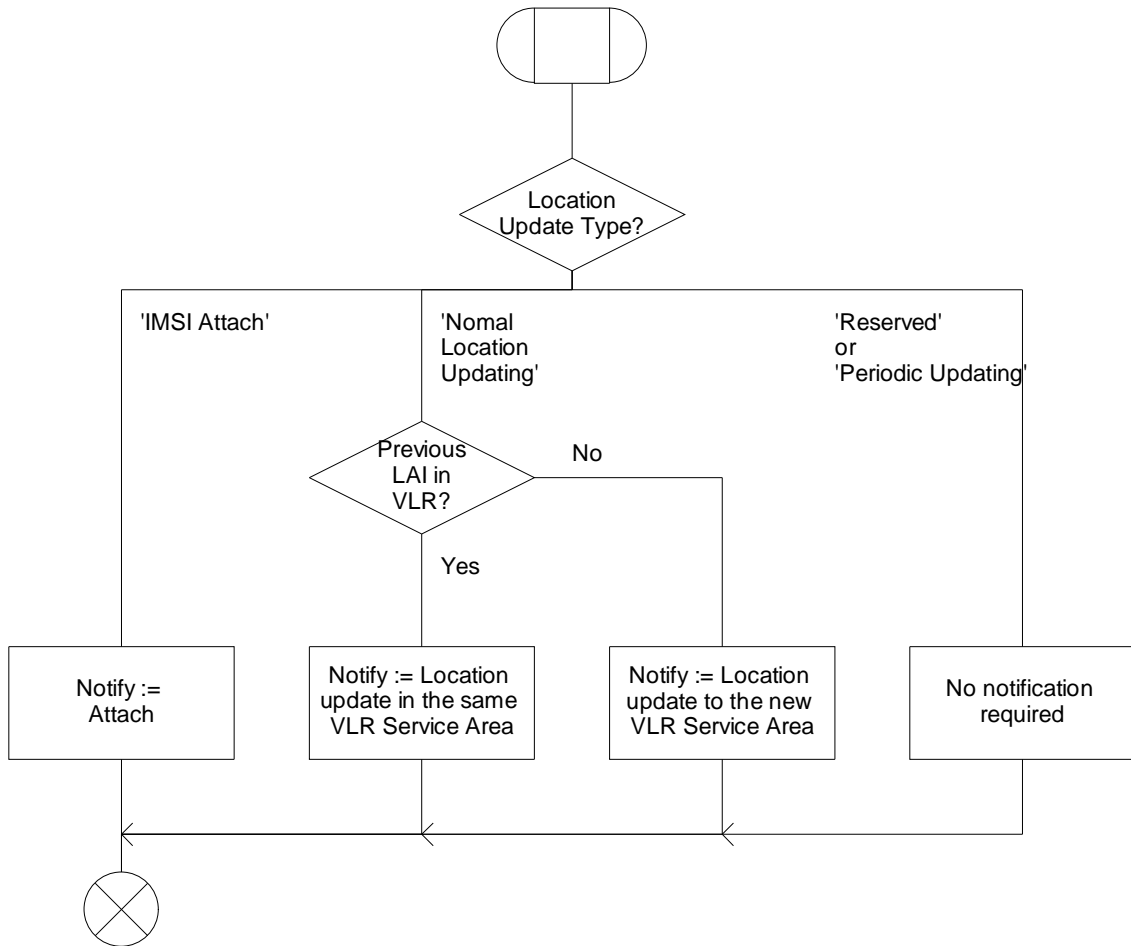 Location
Update Type?
'IMSI Attach'
'Nomal
Location
Updating'
'Reserved'
or
'Periodic Updating'
Previous
LAI in
VLR?
No
Yes
Notify :=
Attach
Notify := Location
update in the same
VLR Service Area
Notify := Location
update to the new
VLR Service Area
No notification
required